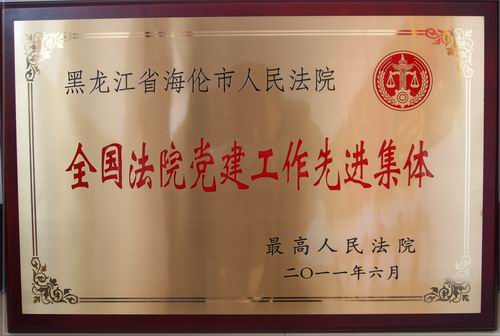 黑龙江省海伦市人民法院
全国法院党建工作先进集体
最高人民法院
二〇一一年六月